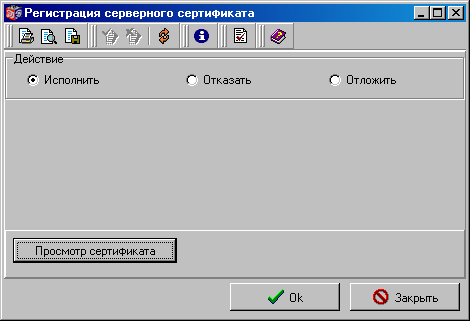 Регистрация серверного сертификата
Действие
Исполнить Отказать Отложить
Просмотр сертификата
Ok Закрыть